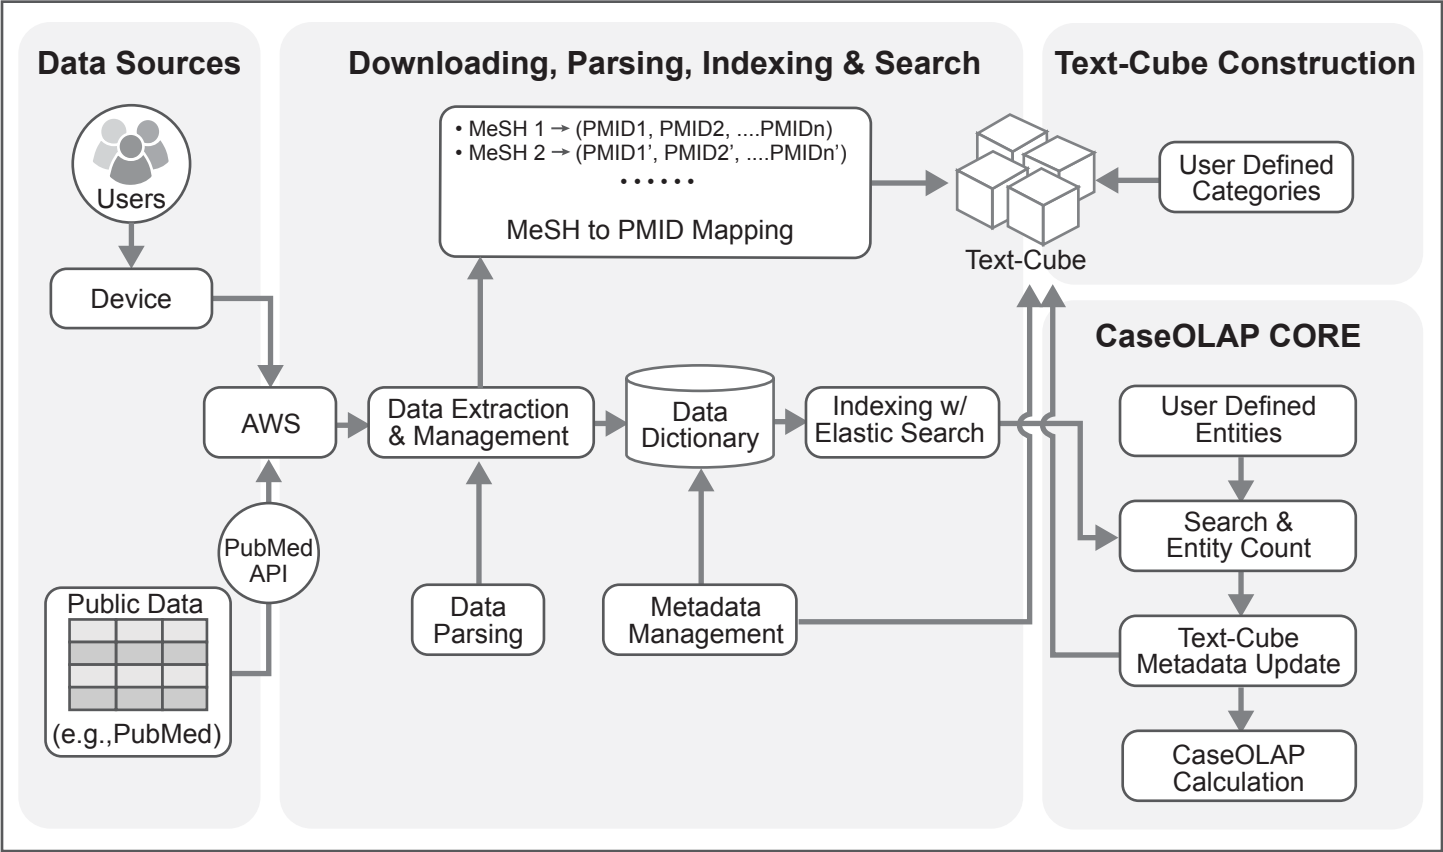 Data Sources
Users
Device
AWS
PubMed
API
Public Data
(e.g.,PubMed)
Downloading, Parsing, Indexing & Search
• MeSH 1 → (PMID1, PMID2, ....PMIDn)
• MeSH 2 → (PMID1’, PMID2’, ....PMIDn’)
• • • • • •
MeSH to PMID Mapping
Data Extraction
& Management
Data
Dictionary
Indexing w/
Elastic Search
Data
Parsing
Metadata
Management
Text-Cube Construction
Text-Cube
User Defined
Categories
CaseOLAP CORE
User Defined
Entities
Search &
Entity Count
Text-Cube
Metadata Update
CaseOLAP
Calculation